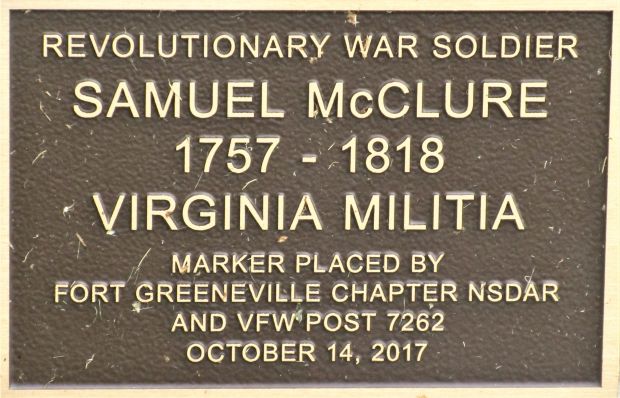 REVOLUTIONARY WAR SOLDIER
SAMUEL McCLURE
1757 - 1818
VIRGINIA MILITIA
MARKER PLACED BY
FORT GREENEVILLE CHAPTER NSDAR
AND VFW POST 7262
OCTOBER 14, 2017